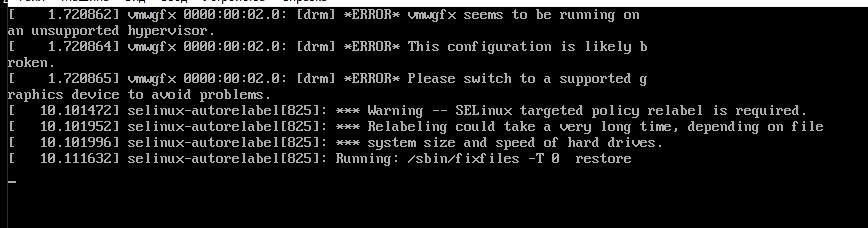 [    1.720862] vmwgfx 0000:00:02.0: [drm] *ERROR* vmwgfx seems to be running on
an unsupported hypervisor.
[    1.720864] vmwgfx 0000:00:02.0: [drm] *ERROR* This configuration is likely b
roken.
[    1.720865] vmwgfx 0000:00:02.0: [drm] *ERROR* Please switch to a supported g
raphics device to avoid problems.
[   10.101472] selinux-autorelabel[825]: *** Warning -- SELinux targeted policy relabel is required.
[   10.101952] selinux-autorelabel[825]: *** Relabeling could take a very long time, depending on file
[   10.101996] selinux-autorelabel[825]: *** system size and speed of hard drives.
[   10.111632] selinux-autorelabel[825]: Running: /sbin/fixfiles -T 0  restore